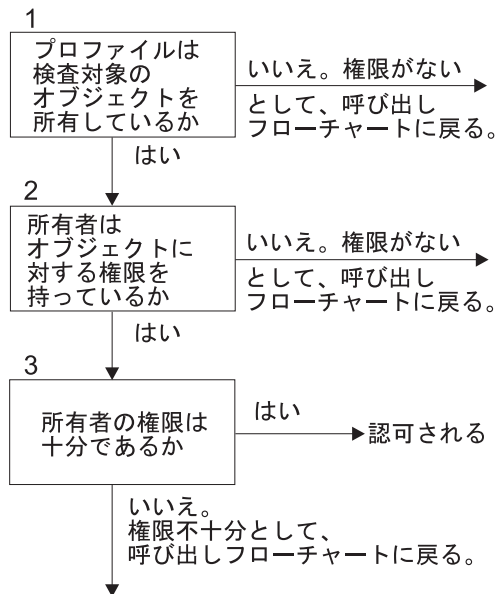 1
プロファイルは
検査対象の
オブジェクトを
所有しているか
いいえ。権限がない
として、呼び出し
フローチャートに戻る。
はい
2
所有者は
オブジェクトに
対する権限を
持っているか
いいえ。権限がない
として、呼び出し
フローチャートに戻る。
はい
3
所有者の権限は
十分であるか
はい
認可される
いいえ。
権限不十分として、
呼び出しフローチャートに戻る。